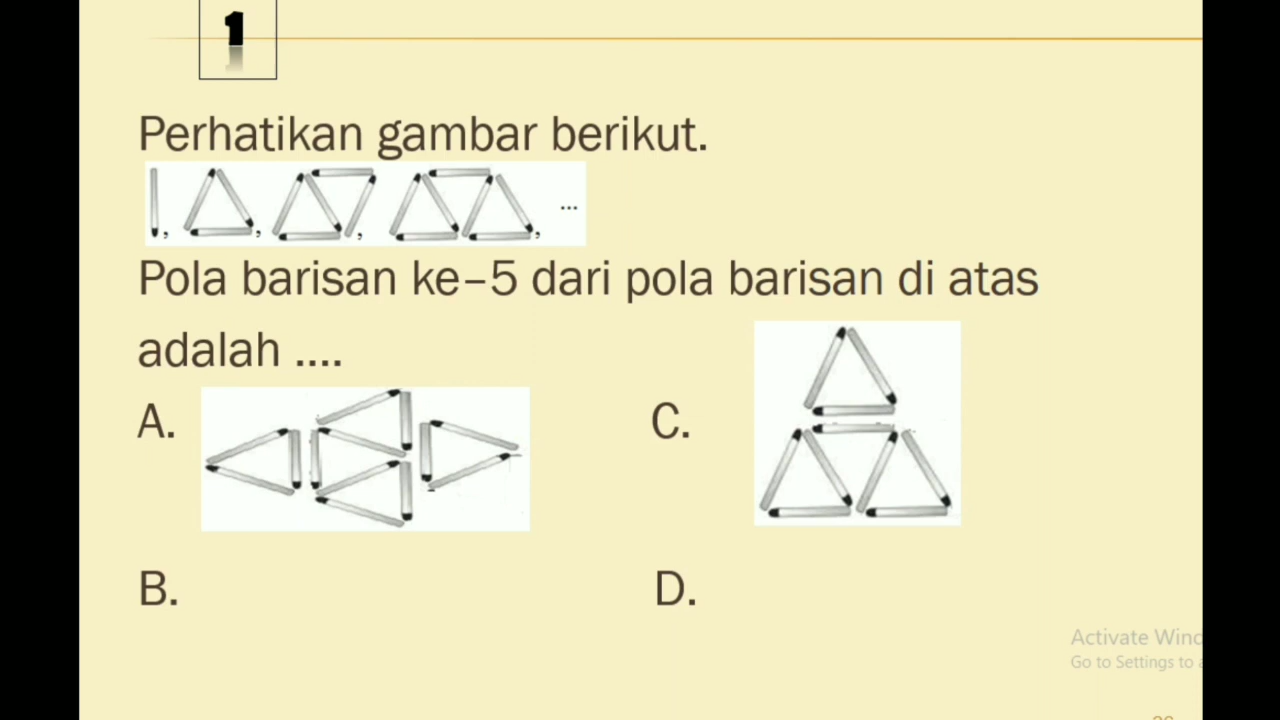 1
Perhatikan gambar berikut.
, , , , ...
Pola barisan ke–5 dari pola barisan di atas
adalah ....
A.
C.
B.
D.
Activate Wind
Go to Settings to